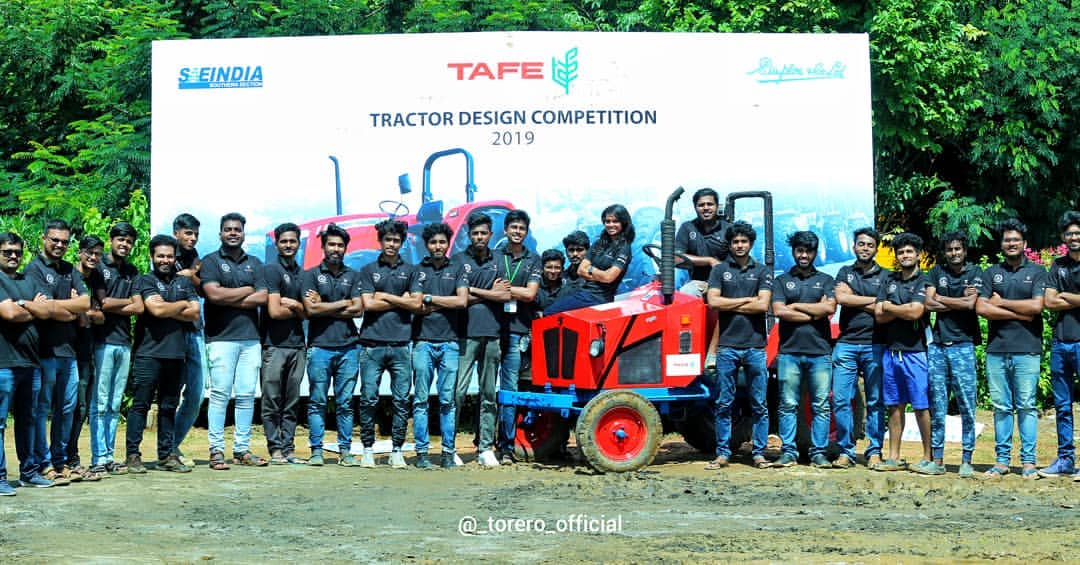 SAEINDIA
SOUTHERN SECTION
TAFE
TRACTOR DESIGN COMPETITION
2019
@_torero_official